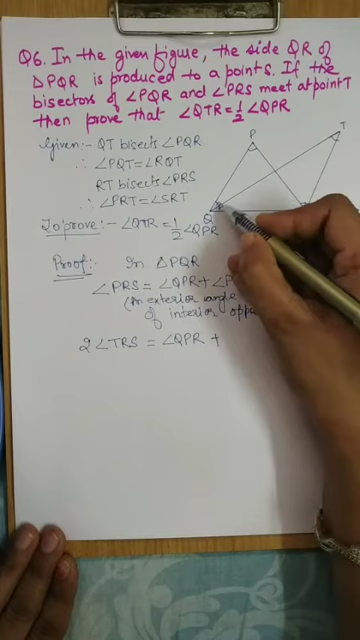 Q6. In the given figure, the side QR of
ΔPQR is produced to a point S. If the
bisectors of ∠PQR and ∠PRS meet at point T
then prove that ∠QTR = 1/2 ∠QPR
Given:- QT bisects ∠PQR
∴ ∠PQT = ∠RQT
RT bisects ∠PRS
∴ ∠PRT = ∠SRT
To prove:- ∠QTR = 1/2 ∠QPR
P
T
Q
Proof:- In ΔPQR
∠PRS = ∠QPR + ∠P
(An exterior angle
of interior oppo
2∠TRS = ∠QPR +